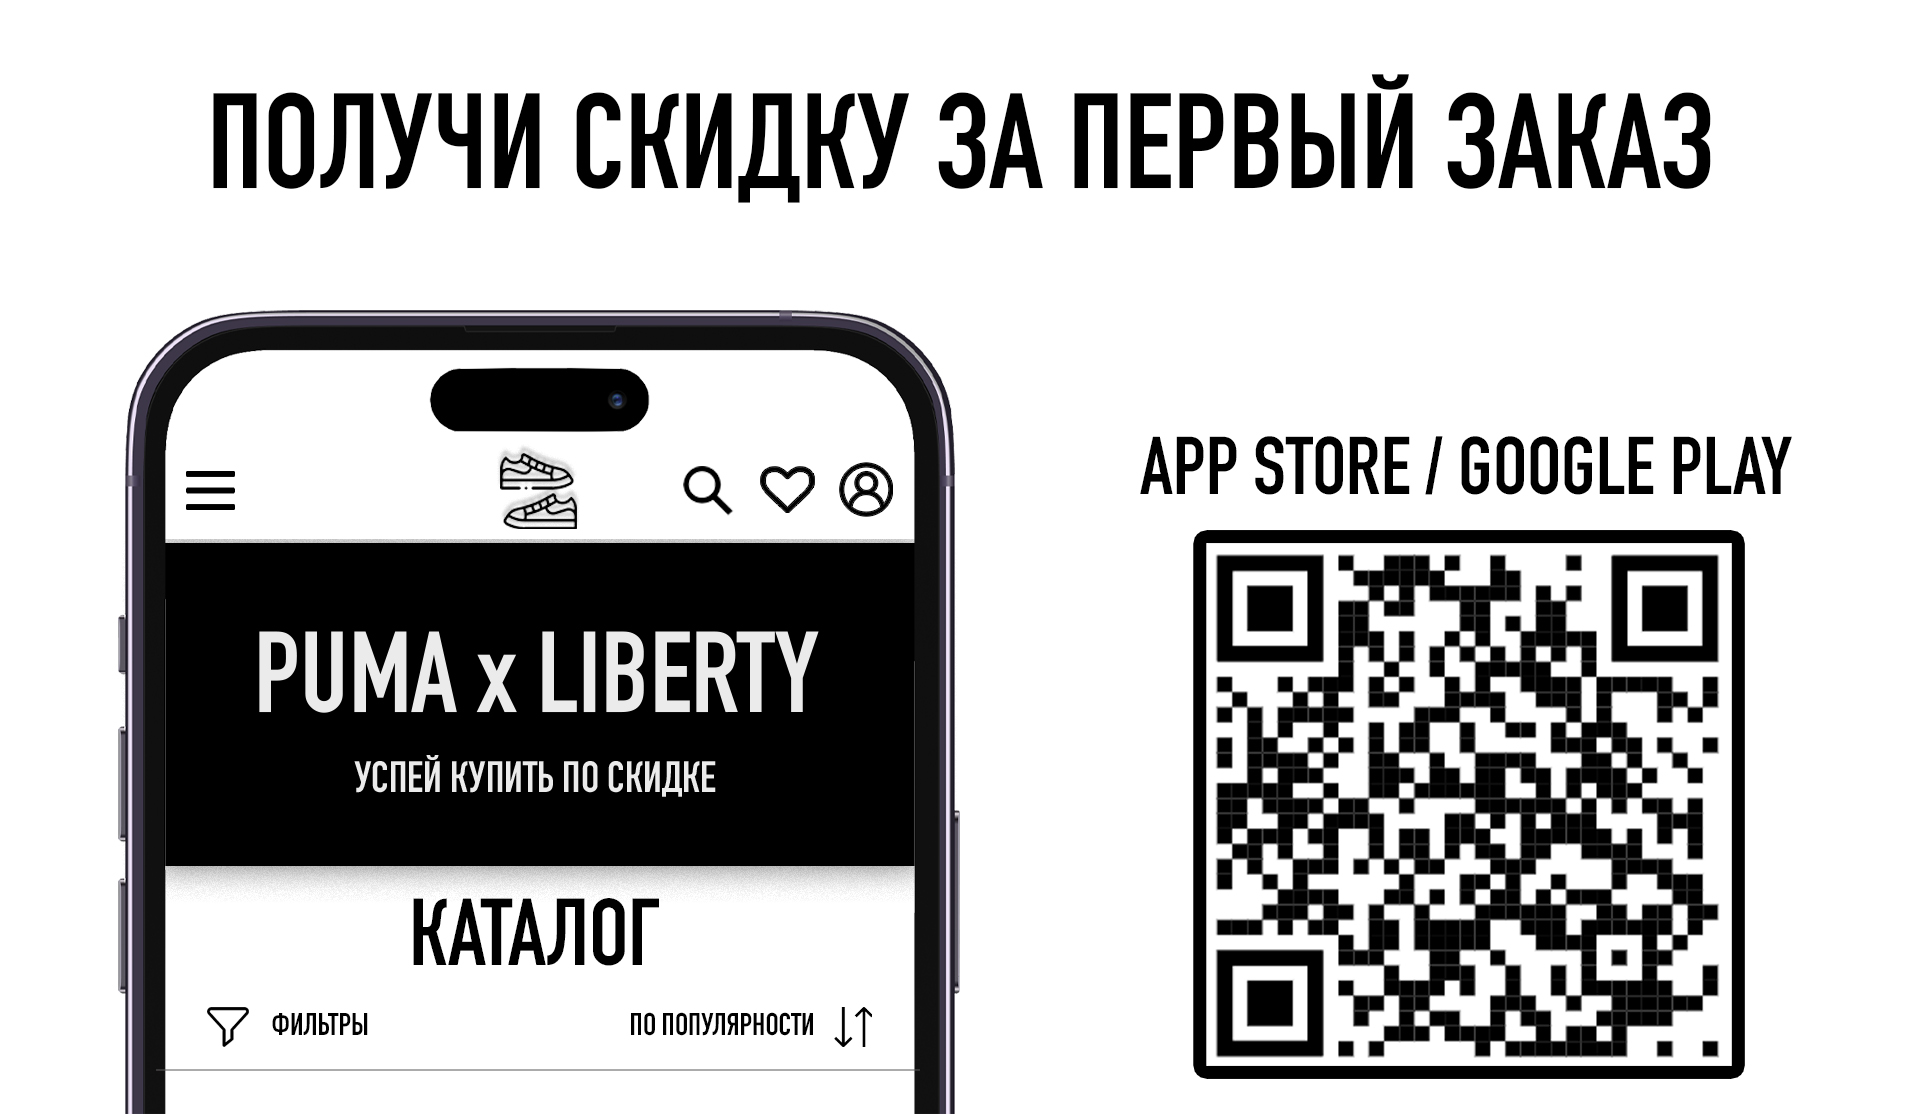 ПОЛУЧИ СКИДКУ ЗА ПЕРВЫЙ ЗАКАЗ
APP STORE / GOOGLE PLAY
PUMA x LIBERTY
УСПЕЙ КУПИТЬ ПО СКИДКЕ
КАТАЛОГ
ФИЛЬТРЫ
ПО ПОПУЛЯРНОСТИ